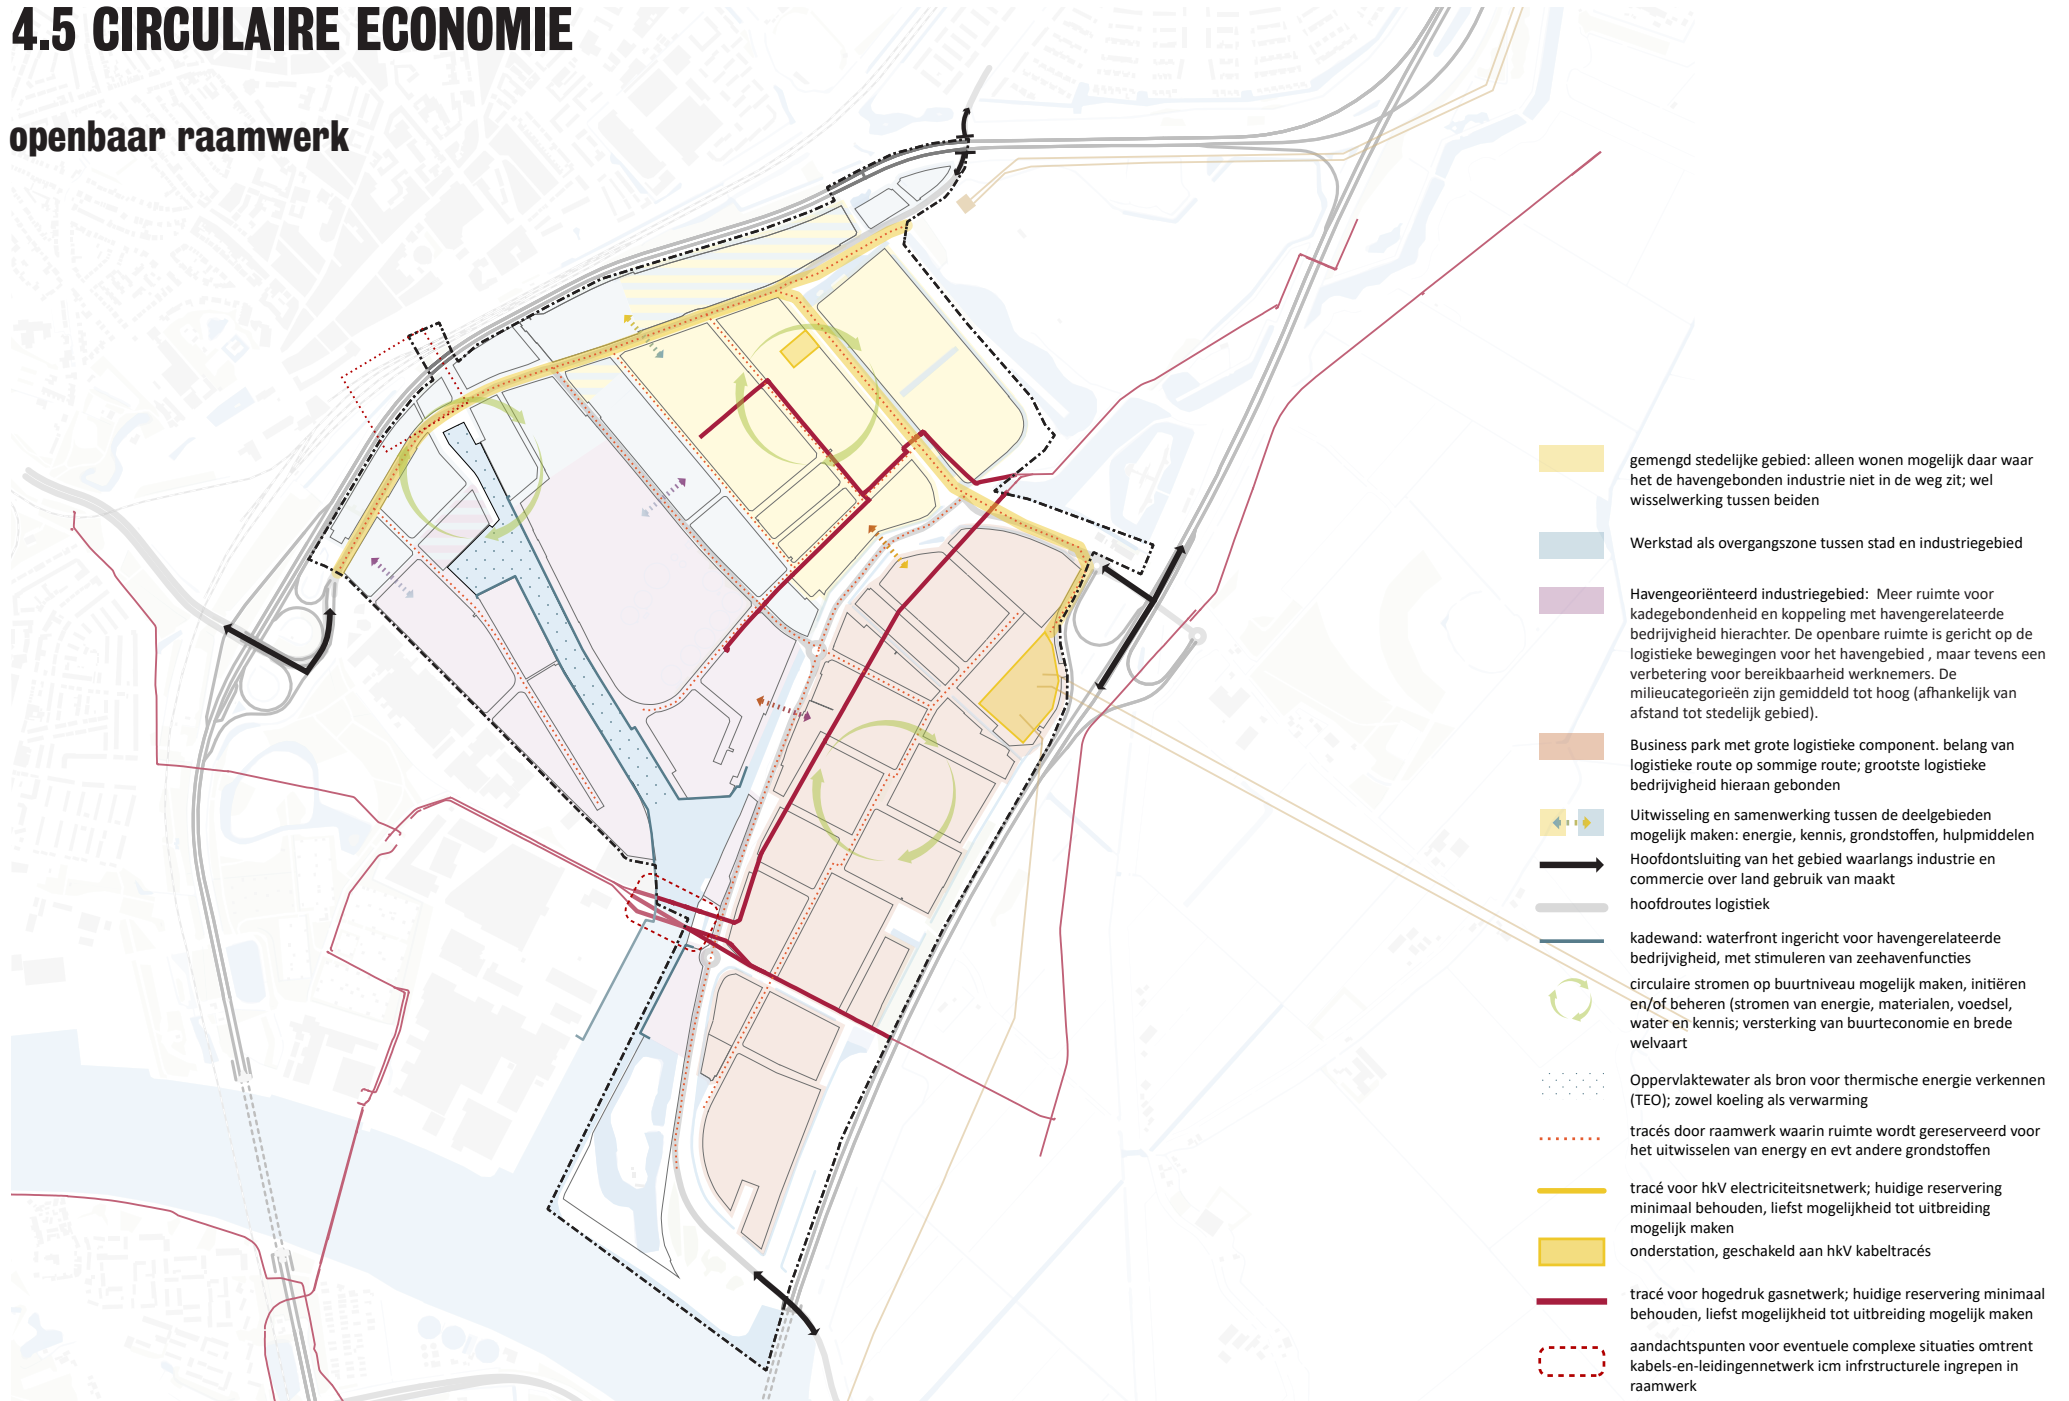 4.5 CIRCULAIRE ECONOMIE
openbaar raamwerk
gemengd stedelijke gebied: alleen wonen mogelijk daar waar
het de havengebonden industrie niet in de weg zit; wel
wisselwerking tussen beiden
Werkstad als overgangszone tussen stad en industriegebied
Havengeoriënteerd industriegebied: Meer ruimte voor
kadegebondenheid en koppeling met havengerelateerde
bedrijvigheid hierachter. De openbare ruimte is gericht op de
logistieke bewegingen voor het havengebied , maar tevens een
verbetering voor bereikbaarheid werknemers. De
milieucategorieën zijn gemiddeld tot hoog (afhankelijk van
afstand tot stedelijk gebied).
Business park met grote logistieke component. belang van
logistieke route op sommige route; grootste logistieke
bedrijvigheid hieraan gebonden
Uitwisseling en samenwerking tussen de deelgebieden
mogelijk maken: energie, kennis, grondstoffen, hulpmiddelen
Hoofdontsluiting van het gebied waarlangs industrie en
commercie over land gebruik van maakt
hoofdroutes logistiek
kadewand: waterfront ingericht voor havengerelateerde
bedrijvigheid, met stimuleren van zeehavenfuncties
circulaire stromen op buurtniveau mogelijk maken, initiëren
en/of beheren (stromen van energie, materialen, voedsel,
water en kennis; versterking van buurteconomie en brede
welvaart
Oppervlaktewater als bron voor thermische energie verkennen
(TEO); zowel koeling als verwarming
tracés door raamwerk waarin ruimte wordt gereserveerd voor
het uitwisselen van energy en evt andere grondstoffen
tracé voor hkV electriciteitsnetwerk; huidige reservering
minimaal behouden, liefst mogelijkheid tot uitbreiding
mogelijk maken
onderstation, geschakeld aan hkV kabeltracés
tracé voor hogedruk gasnetwerk; huidige reservering minimaal
behouden, liefst mogelijkheid tot uitbreiding mogelijk maken
aandachtspunten voor eventuele complexe situaties omtrent
kabels-en-leidingennetwerk icm infrstructurele ingrepen in
raamwerk